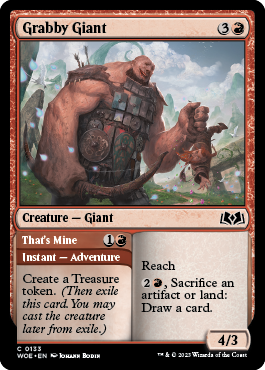 Grabby Giant 3
Creature — Giant
That's Mine 1
Instant — Adventure
Create a Treasure
token. (Then exile
this card. You may
cast the creature
later from exile.)
Reach
2 , Sacrifice an
artifact or land:
Draw a card.
4/3
C 0133
WOE • EN Johann Bodin
™ & © 2023 Wizards of the Coast